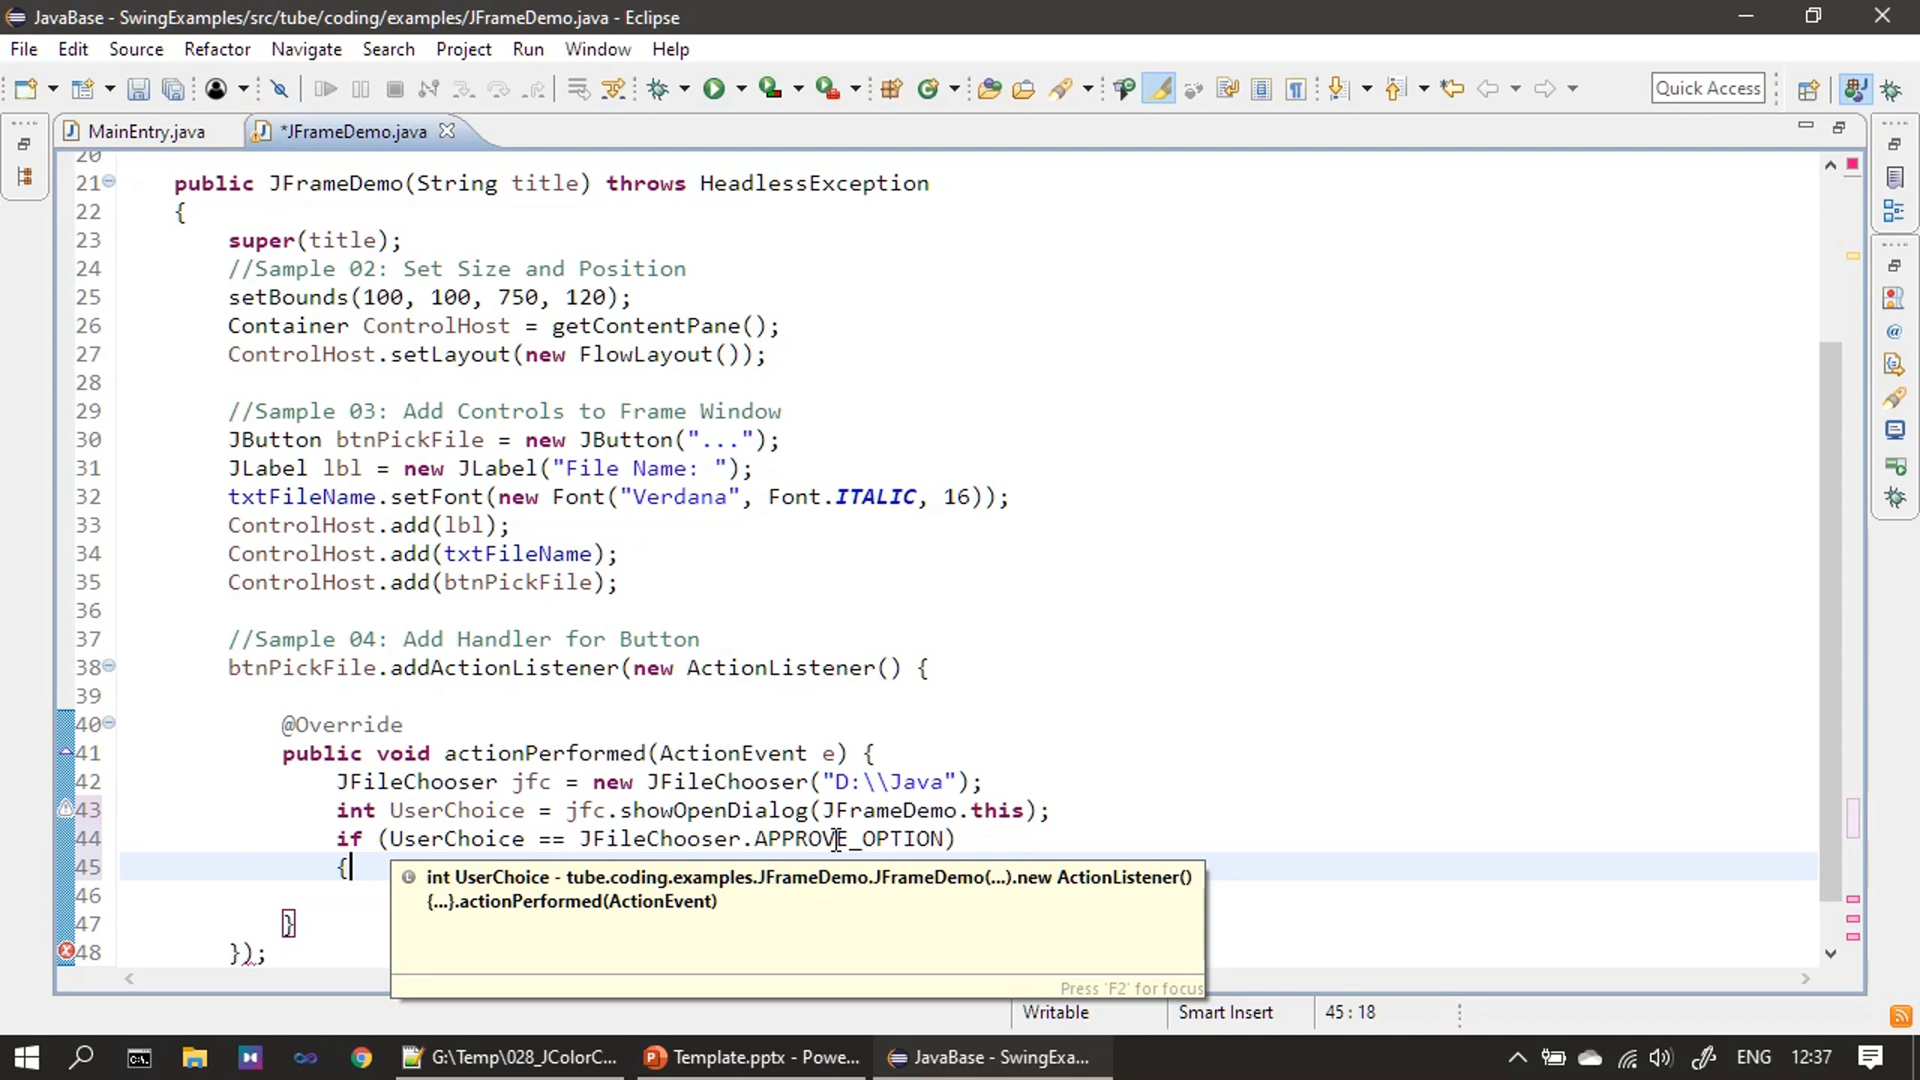 JavaBase - SwingExamples/src/tube/coding/examples/JFrameDemo.java - Eclipse
File Edit Source Refactor Navigate Search Project Run Window Help
Quick Access
MainEntry.java *JFrameDemo.java
20
21 public JFrameDemo(String title) throws HeadlessException
22 {
23 super(title);
24 //Sample 02: Set Size and Position
25 setBounds(100, 100, 750, 120);
26 Container ControlHost = getContentPane();
27 ControlHost.setLayout(new FlowLayout());
28
29 //Sample 03: Add Controls to Frame Window
30 JButton btnPickFile = new JButton("...");
31 JLabel lbl = new JLabel("File Name: ");
32 txtFileName.setFont(new Font("Verdana", Font.ITALIC, 16));
33 ControlHost.add(lbl);
34 ControlHost.add(txtFileName);
35 ControlHost.add(btnPickFile);
36
37 //Sample 04: Add Handler for Button
38 btnPickFile.addActionListener(new ActionListener() {
39
40 @Override
41 public void actionPerformed(ActionEvent e) {
42 JFileChooser jfc = new JFileChooser("D:\\Java");
43 int UserChoice = jfc.showOpenDialog(JFrameDemo.this);
44 if (UserChoice == JFileChooser.APPROVE_OPTION)
45 {
int UserChoice - tube.coding.examples.JFrameDemo.JFrameDemo(...).new ActionListener()
{...}.actionPerformed(ActionEvent)
46
47 }
48 });
Press 'F2' for focus
Writable Smart Insert 45 : 18
G:\Temp\028_JColorC... Template.pptx - Powe... JavaBase - SwingExa... ENG 12:37